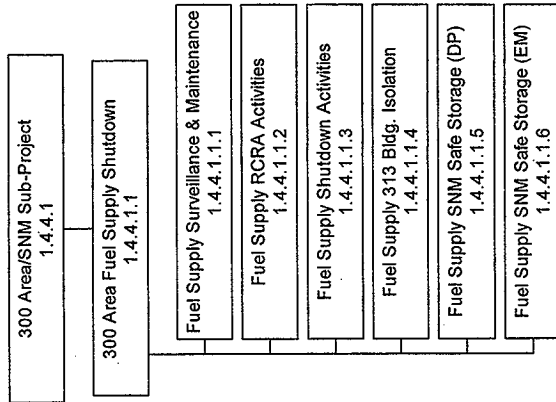 300 Area/SNM Sub-Project
1.4.4.1
300 Area Fuel Supply Shutdown
1.4.4.1.1
Fuel Supply Surveillance & Maintenance
1.4.4.1.1.1
Fuel Supply RCRA Activities
1.4.4.1.1.2
Fuel Supply Shutdown Activities
1.4.4.1.1.3
Fuel Supply 313 Bldg. Isolation
1.4.4.1.1.4
Fuel Supply SNM Safe Storage (DP)
1.4.4.1.1.5
Fuel Supply SNM Safe Storage (EM)
1.4.4.1.1.6